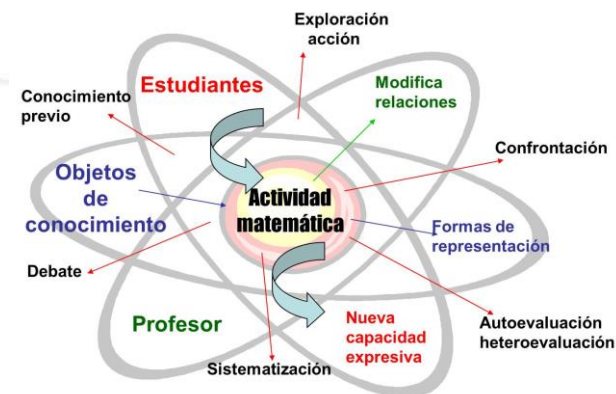 Exploración
acción
Estudiantes
Modifica
relaciones
Conocimiento
previo
Confrontación
Objetos
de
conocimiento
Actividad
matemática
Formas de
representación
Debate
Profesor
Nueva
capacidad
expresiva
Autoevaluación
heteroevaluación
Sistematización